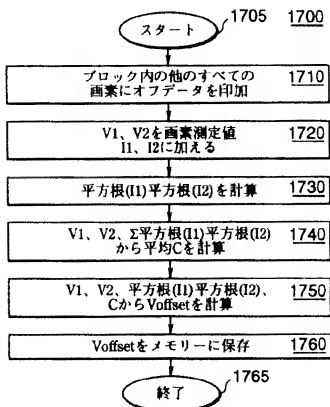 スタート
1705
1700
ブロック内の他のすべての
画素にオフデータを印加
1710
V1、V2を画素測定値
I1、I2に加える
1720
平方根(I1)平方根(I2)を計算
1730
V1、V2、Σ平方根(I1)平方根(I2)
から平均Cを計算
1740
V1、V2、平方根(I1)平方根(I2)、
CからVoffsetを計算
1750
Voffsetをメモリーに保存
1760
終了
1765